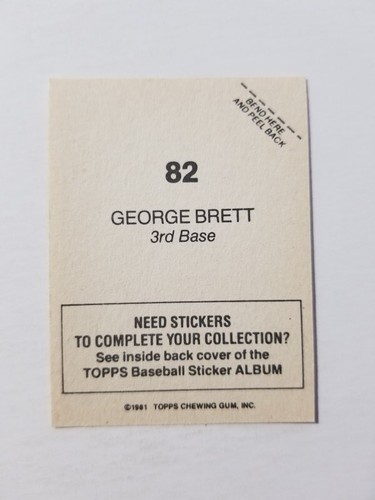 BEND HERE
AND PEEL BACK
82
GEORGE BRETT
3rd Base
NEED STICKERS
TO COMPLETE YOUR COLLECTION?
See inside back cover of the
TOPPS Baseball Sticker ALBUM
©1981 TOPPS CHEWING GUM, INC.